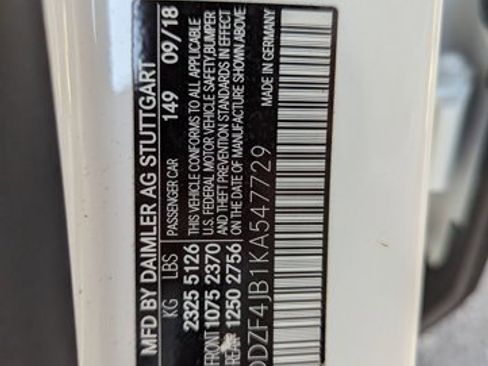 MFD BY DAIMLER AG STUTTGART
PASSENGER CAR 149 09/18
KG LBS THIS VEHICLE CONFORMS TO ALL APPLICABLE
2325 5126 U.S. FEDERAL MOTOR VEHICLE SAFETY, BUMPER
FRONT 1075 2370 AND THEFT PREVENTION STANDARDS IN EFFECT
REAR 1250 2756 ON THE DATE OF MANUFACTURE SHOWN ABOVE.
DDZF4JB1KA547729 MADE IN GERMANY